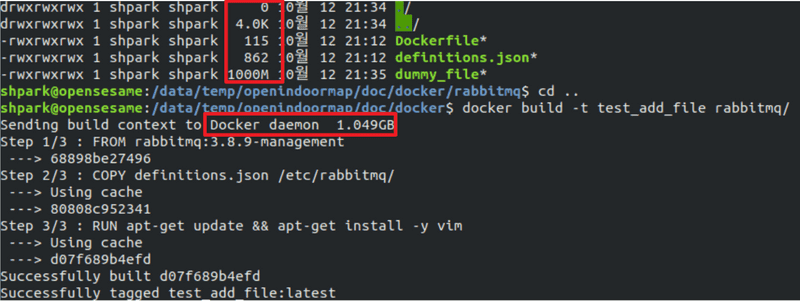 drwxrwxrwx 1 shpark shpark 0 10월 12 21:34 ./
drwxrwxrwx 1 shpark shpark 4.0K 10월 12 21:34 ../
-rwxrwxrwx 1 shpark shpark 115 10월 12 21:12 Dockerfile*
-rwxrwxrwx 1 shpark shpark 862 10월 12 21:12 definitions.json*
-rwxrwxrwx 1 shpark shpark 1000M 10월 12 21:35 dummy_file*
shpark@opensesame:/data/temp/openindoormap/doc/docker/rabbitmq$ cd ..
shpark@opensesame:/data/temp/openindoormap/doc/docker$ docker build -t test_add_file rabbitmq/
Sending build context to Docker daemon 1.049GB
Step 1/3 : FROM rabbitmq:3.8.9-management
---> 68898be27496
Step 2/3 : COPY definitions.json /etc/rabbitmq/
---> Using cache
---> 80808c952341
Step 3/3 : RUN apt-get update && apt-get install -y vim
---> Using cache
---> d07f689b4efd
Successfully built d07f689b4efd
Successfully tagged test_add_file:latest